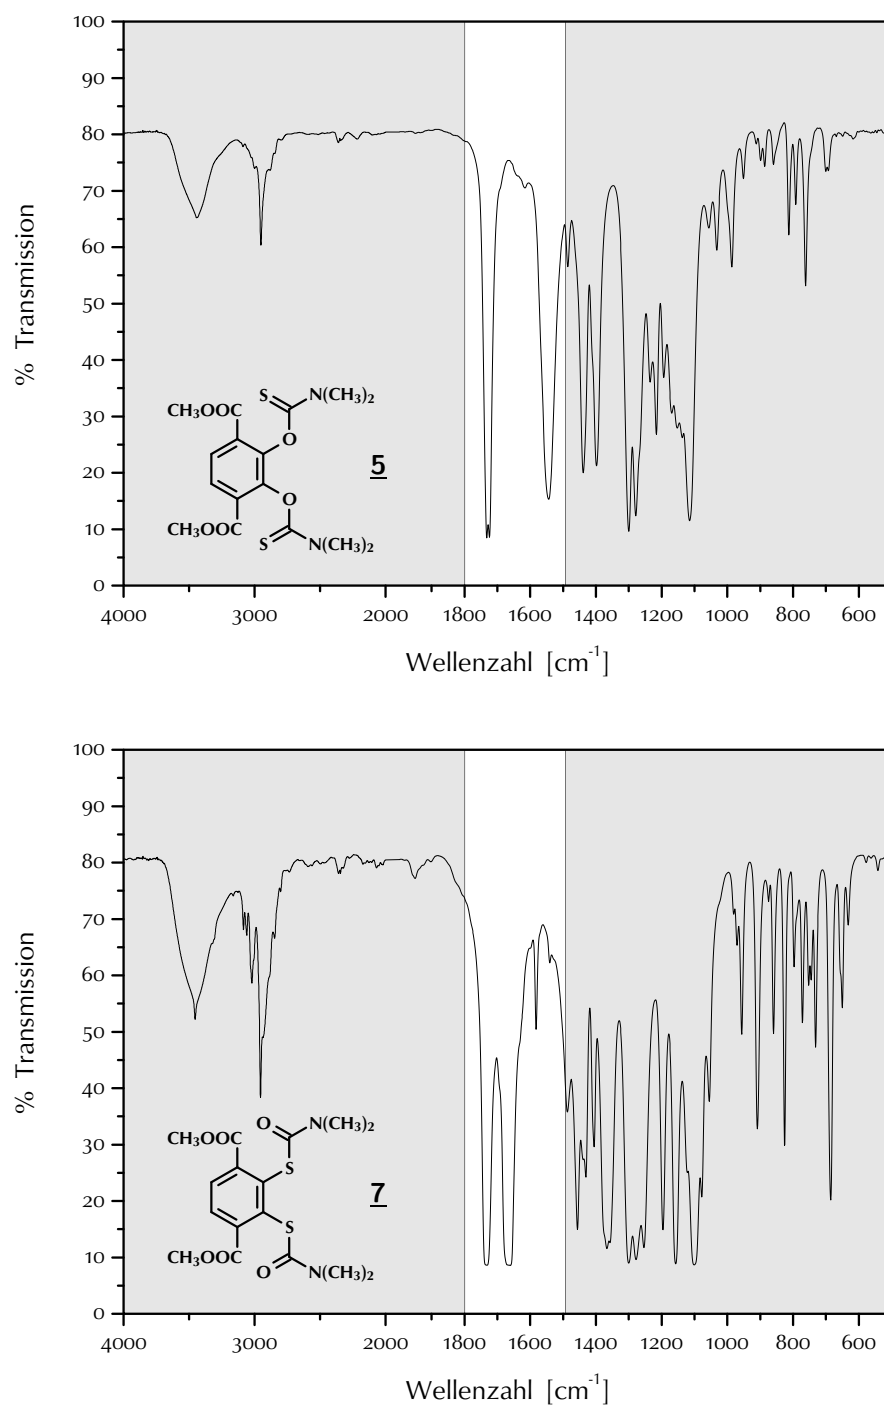 100
90
80
70
60
50
40
30
20
10
0
% Transmission
S
N(CH₃)₂
CH₃OOC
O
5
O
CH₃OOC
S
N(CH₃)₂
4000 3000 2000 1800 1600 1400 1200 1000 800 600
Wellenzahl [cm⁻¹]
100
90
80
70
60
50
40
30
20
10
0
% Transmission
O
N(CH₃)₂
CH₃OOC
S
7
S
CH₃OOC
O
N(CH₃)₂
4000 3000 2000 1800 1600 1400 1200 1000 800 600
Wellenzahl [cm⁻¹]